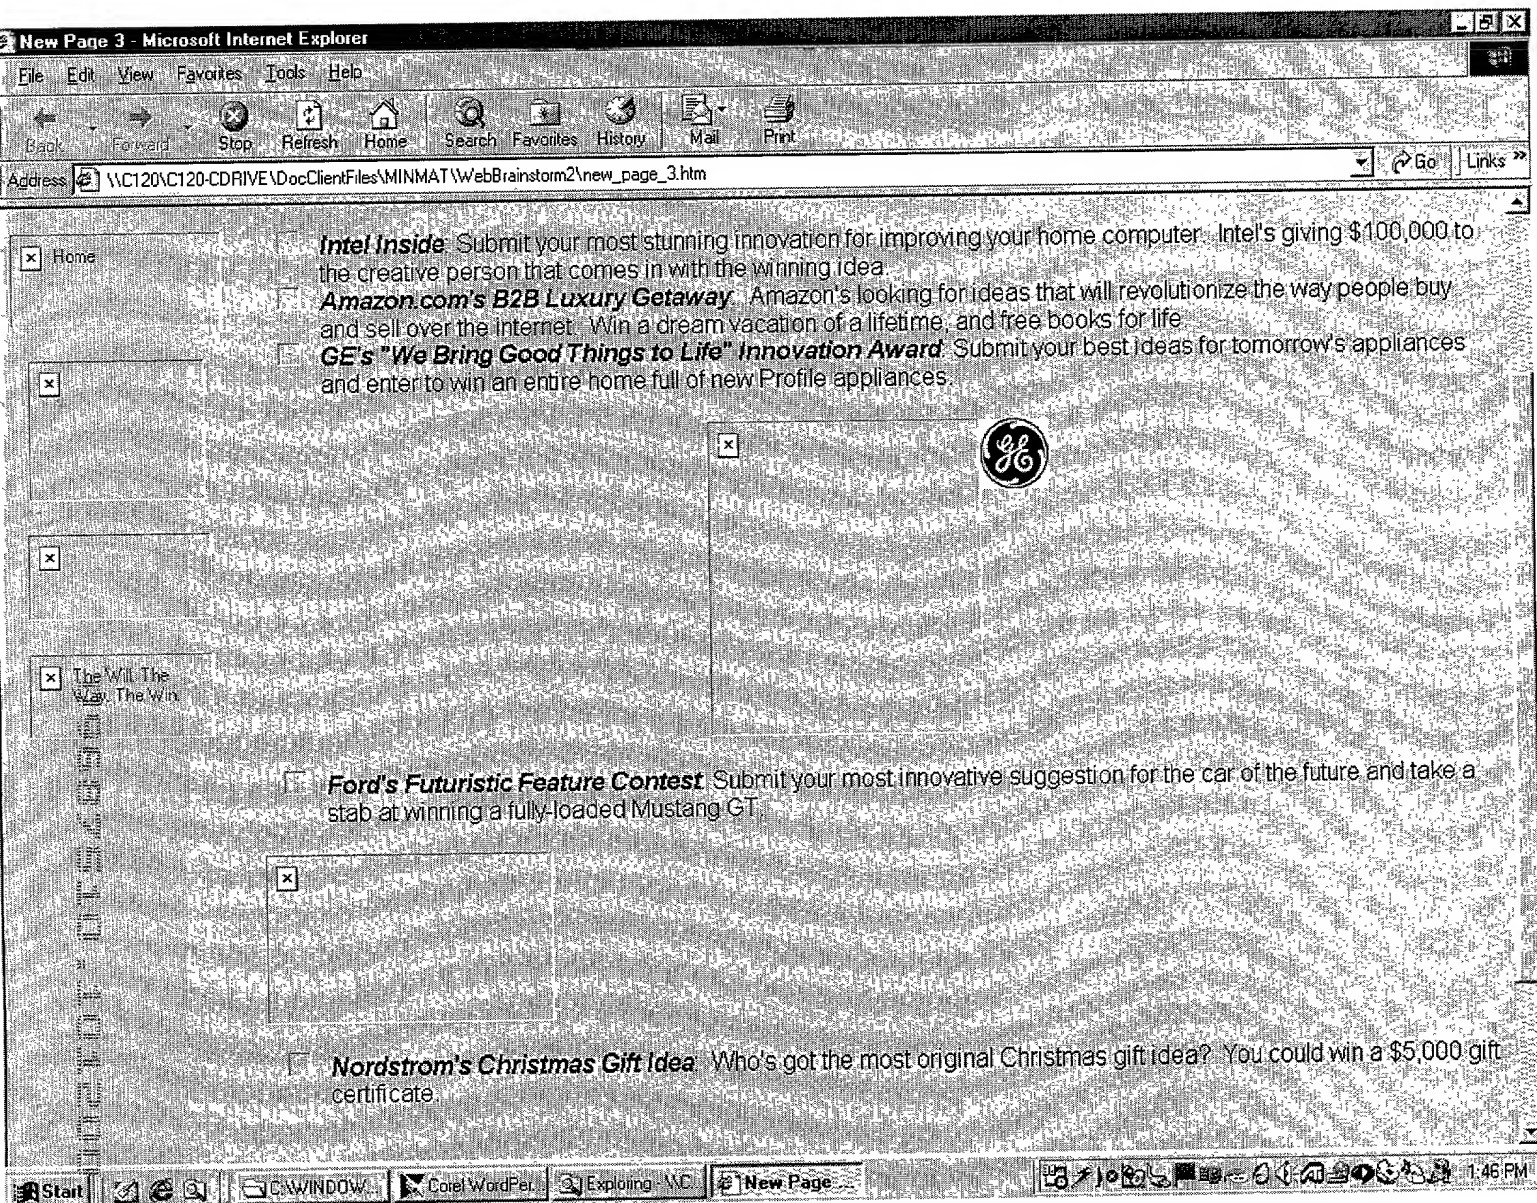 New Page 3 - Microsoft Internet Explorer
File Edit View Favorites Tools Help
Back Forward Stop Refresh Home Search Favorites History Mail Print
Address \\C120\C120-CDRIVE\DocClientFiles\MINMAT\WebBrainstorm2\new_page_3.htm Go Links »
Home
Intel Inside: Submit your most stunning innovation for improving your home computer. Intel's giving $100,000 to
the creative person that comes in with the winning idea.
Amazon.com's B2B Luxury Getaway: Amazon's looking for ideas that will revolutionize the way people buy
and sell over the internet. Win a dream vacation of a lifetime, and free books for life
GE's "We Bring Good Things to Life" Innovation Award: Submit your best ideas for tomorrow's appliances
and enter to win an entire home full of new Profile appliances.
GE
The Will. The
Way. The Win.
Ford's Futuristic Feature Contest: Submit your most innovative suggestion for the car of the future and take a
stab at winning a fully-loaded Mustang GT.
Nordstrom's Christmas Gift Idea: Who's got the most original Christmas gift idea? You could win a $5,000 gift
certificate.
Start C:\WINDOW... Corel WordPer... Exploring - \\C... New Page ... 1:46 PM